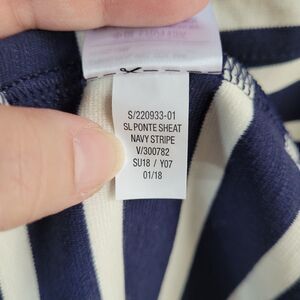 S/220933-01
SL PONTE SHEAT
NAVY STRIPE
V/300782
SU18 / Y07
01/18